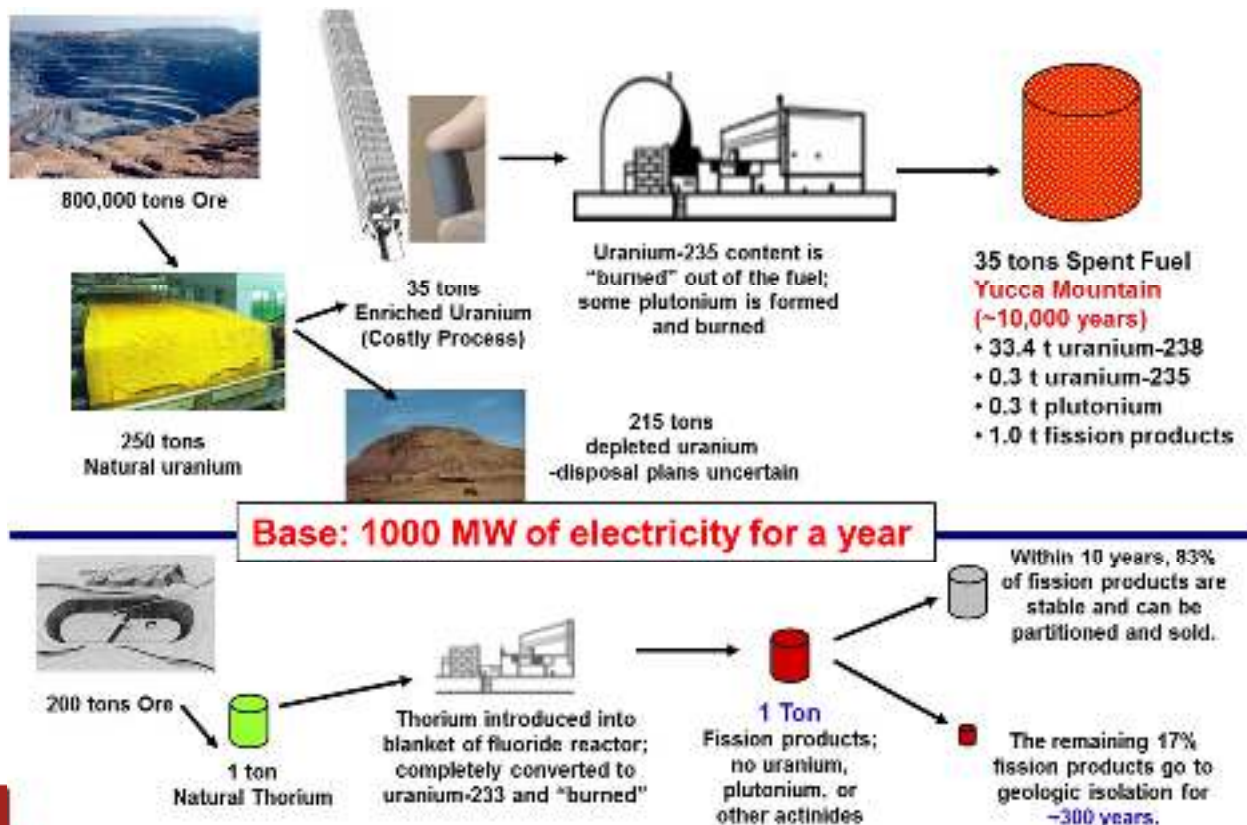 800,000 tons Ore
250 tons
Natural uranium
35 tons
Enriched Uranium
(Costly Process)
215 tons
depleted uranium
-disposal plans uncertain
Uranium-235 content is
“burned” out of the fuel;
some plutonium is formed
and burned
35 tons Spent Fuel
Yucca Mountain
(~10,000 years)
• 33.4 t uranium-238
• 0.3 t uranium-235
• 0.3 t plutonium
• 1.0 t fission products
Base: 1000 MW of electricity for a year
200 tons Ore
1 ton
Natural Thorium
Thorium introduced into
blanket of fluoride reactor;
completely converted to
uranium-233 and “burned”
1 Ton
Fission products;
no uranium,
plutonium, or
other actinides
Within 10 years, 83%
of fission products are
stable and can be
partitioned and sold.
The remaining 17%
fission products go to
geologic isolation for
~300 years.